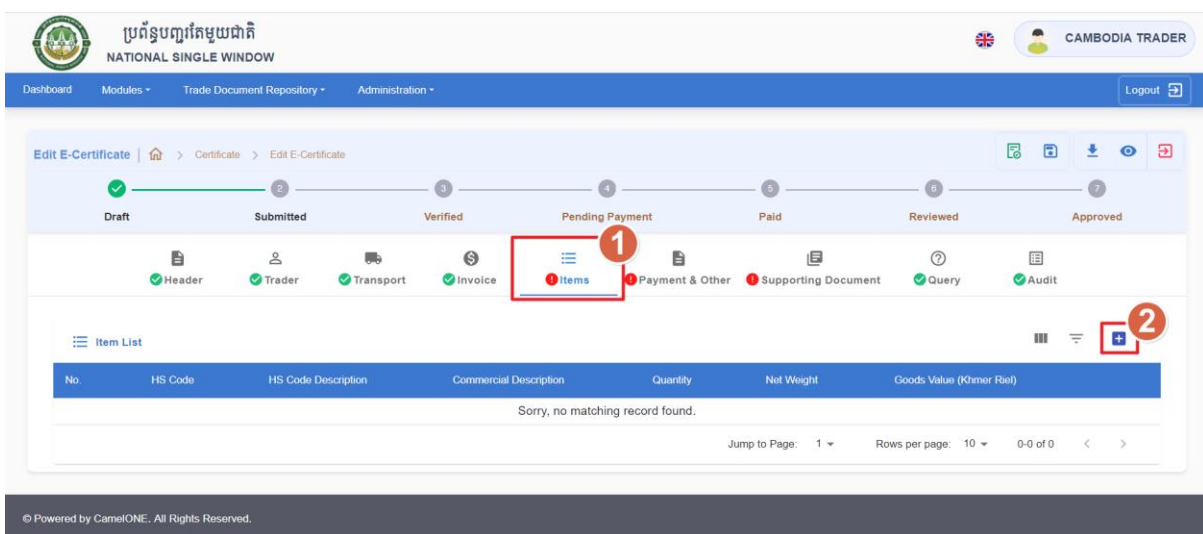 ប្រព័ន្ធបញ្ជរតែមួយជាតិ
NATIONAL SINGLE WINDOW
CAMBODIA TRADER
Dashboard Modules Trade Document Repository Administration Logout
Edit E-Certificate | > Certificate > Edit E-Certificate
2 3 4 5 6 7
Draft Submitted Verified Pending Payment Paid Reviewed Approved
1
Header Trader Transport Invoice Items Payment & Other Supporting Document Query Audit
2
Item List
No. HS Code HS Code Description Commercial Description Quantity Net Weight Goods Value (Khmer Riel)
Sorry, no matching record found.
Jump to Page: 1 Rows per page: 10 0-0 of 0 < >
© Powered by CamelONE. All Rights Reserved.